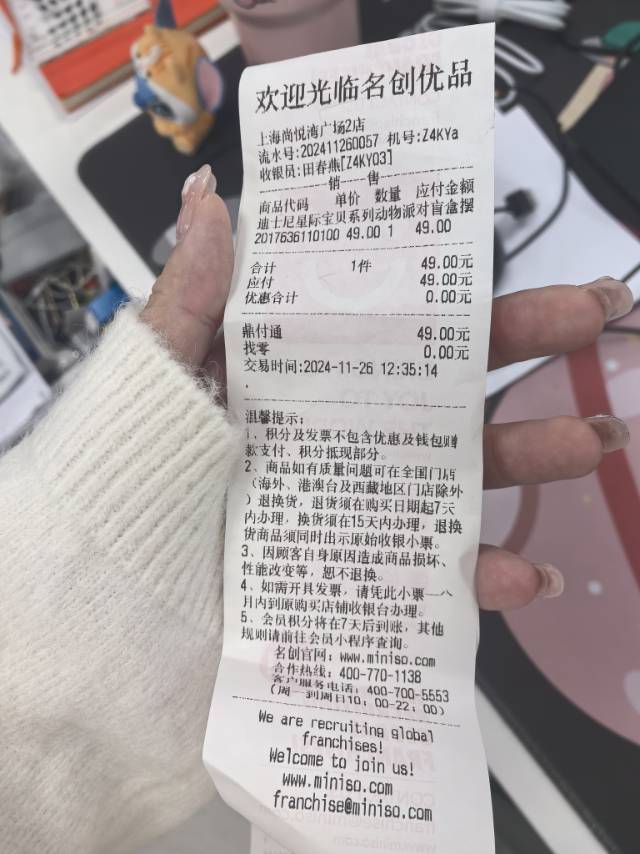 欢迎光临名创优品
上海尚悦湾广场2店
流水号:202411260057 机号:Z4KYa
收银员:田春燕[Z4KY03]
销 售
商品代码 单价 数量 应付金额
迪士尼星际宝贝系列动物派对盲盒摆
2017636110100 49.00 1 49.00
合计 1件 49.00元
应付 49.00元
优惠合计 0.00元
鼎付通 49.00元
找零 0.00元
交易时间:2024-11-26 12:35:14
温馨提示:
1、积分及发票不包含优惠及钱包赠
款支付、积分抵现部分。
2、商品如有质量问题可在全国门店
(海外、港澳台及西藏地区门店除外
)退换货,退货须在购买日期起7天
内办理,换货须在15天内办理,退换
货商品须同时出示原始收银小票。
3、因顾客自身原因造成商品损坏、
性能改变等,恕不退换。
4、如需开具发票,请凭此小票一
月内到原购买店铺收银台办理。
5、会员积分将在7天后到账,其他
规则请前往会员小程序查询。
名创官网:www.miniso.com
合作热线:400-770-1138
客户服务电话:400-700-5553
(周一到周日10:00-22:00)
We are recruiting global
franchises!
Welcome to join us!
www.miniso.com
franchise@miniso.com